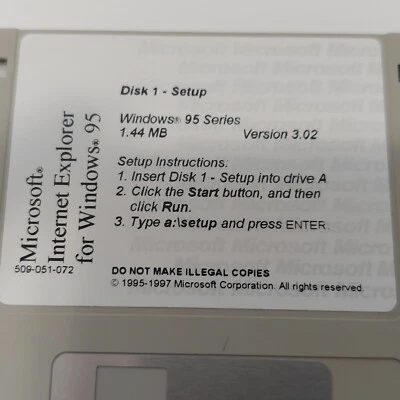 Microsoft®
Internet Explorer
for Windows® 95
509-051-072
Disk 1 - Setup
Windows® 95 Series
1.44 MB Version 3.02
Setup Instructions:
1. Insert Disk 1 - Setup into drive A
2. Click the Start button, and then
click Run.
3. Type a:\setup and press ENTER.
DO NOT MAKE ILLEGAL COPIES
© 1995-1997 Microsoft Corporation. All rights reserved.